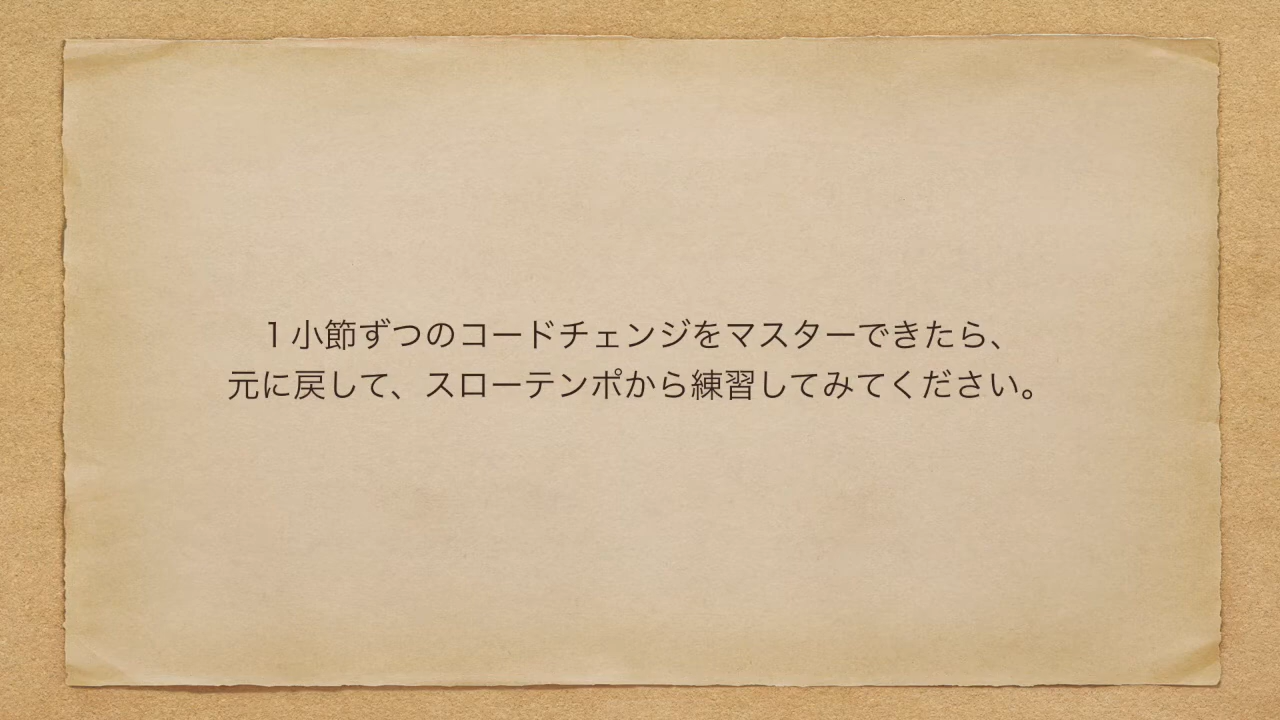 １小節ずつのコードチェンジをマスターできたら、
元に戻して、スローテンポから練習してみてください。